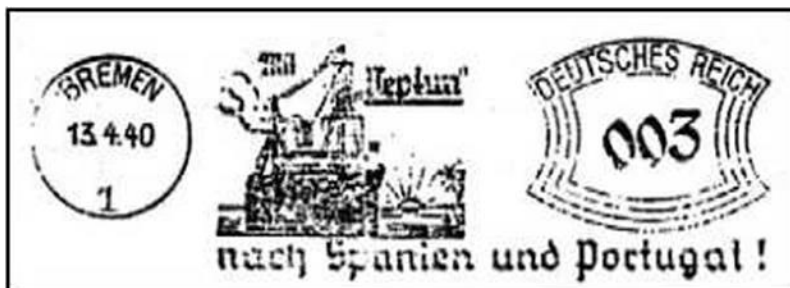 BREMEN
13.4.40
1
Mit „Neptun"
nach Spanien und Portugal!
DEUTSCHES REICH
003